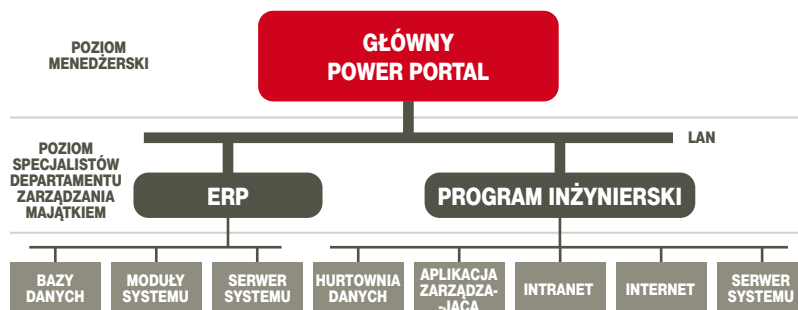 POZIOM
MENEDŻERSKI
GŁÓWNY
POWER PORTAL
LAN
POZIOM
SPECJALISTÓW
DEPARTAMENTU
ZARZĄDZANIA
MAJĄTKIEM
ERP
PROGRAM INŻYNIERSKI
BAZY
DANYCH
MODUŁY
SYSTEMU
SERWER
SYSTEMU
HURTOWNIA
DANYCH
APLIKACJA
ZARZĄDZA-
-JĄCA
INTRANET
INTERNET
SERWER
SYSTEMU